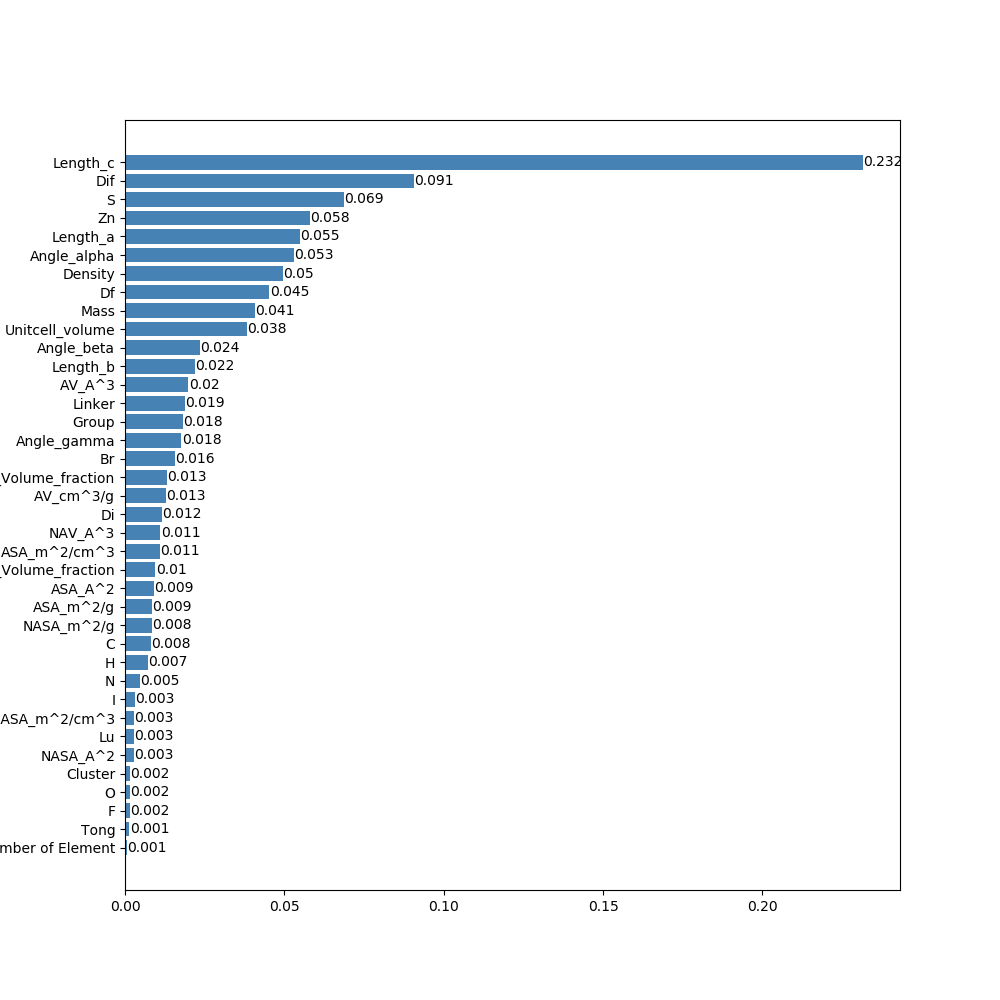 Length_c 0.232
Dif 0.091
S 0.069
Zn 0.058
Length_a 0.055
Angle_alpha 0.053
Density 0.05
Df 0.045
Mass 0.041
Unitcell_volume 0.038
Angle_beta 0.024
Length_b 0.022
AV_A^3 0.02
Linker 0.019
Group 0.018
Angle_gamma 0.018
Br 0.016
_Volume_fraction 0.013
AV_cm^3/g 0.013
Di 0.012
NAV_A^3 0.011
ASA_m^2/cm^3 0.011
_Volume_fraction 0.01
ASA_A^2 0.009
ASA_m^2/g 0.009
NASA_m^2/g 0.008
C 0.008
H 0.007
N 0.005
I 0.003
ASA_m^2/cm^3 0.003
Lu 0.003
NASA_A^2 0.003
Cluster 0.002
O 0.002
F 0.002
Tong 0.001
mber of Element 0.001
0.00 0.05 0.10 0.15 0.20